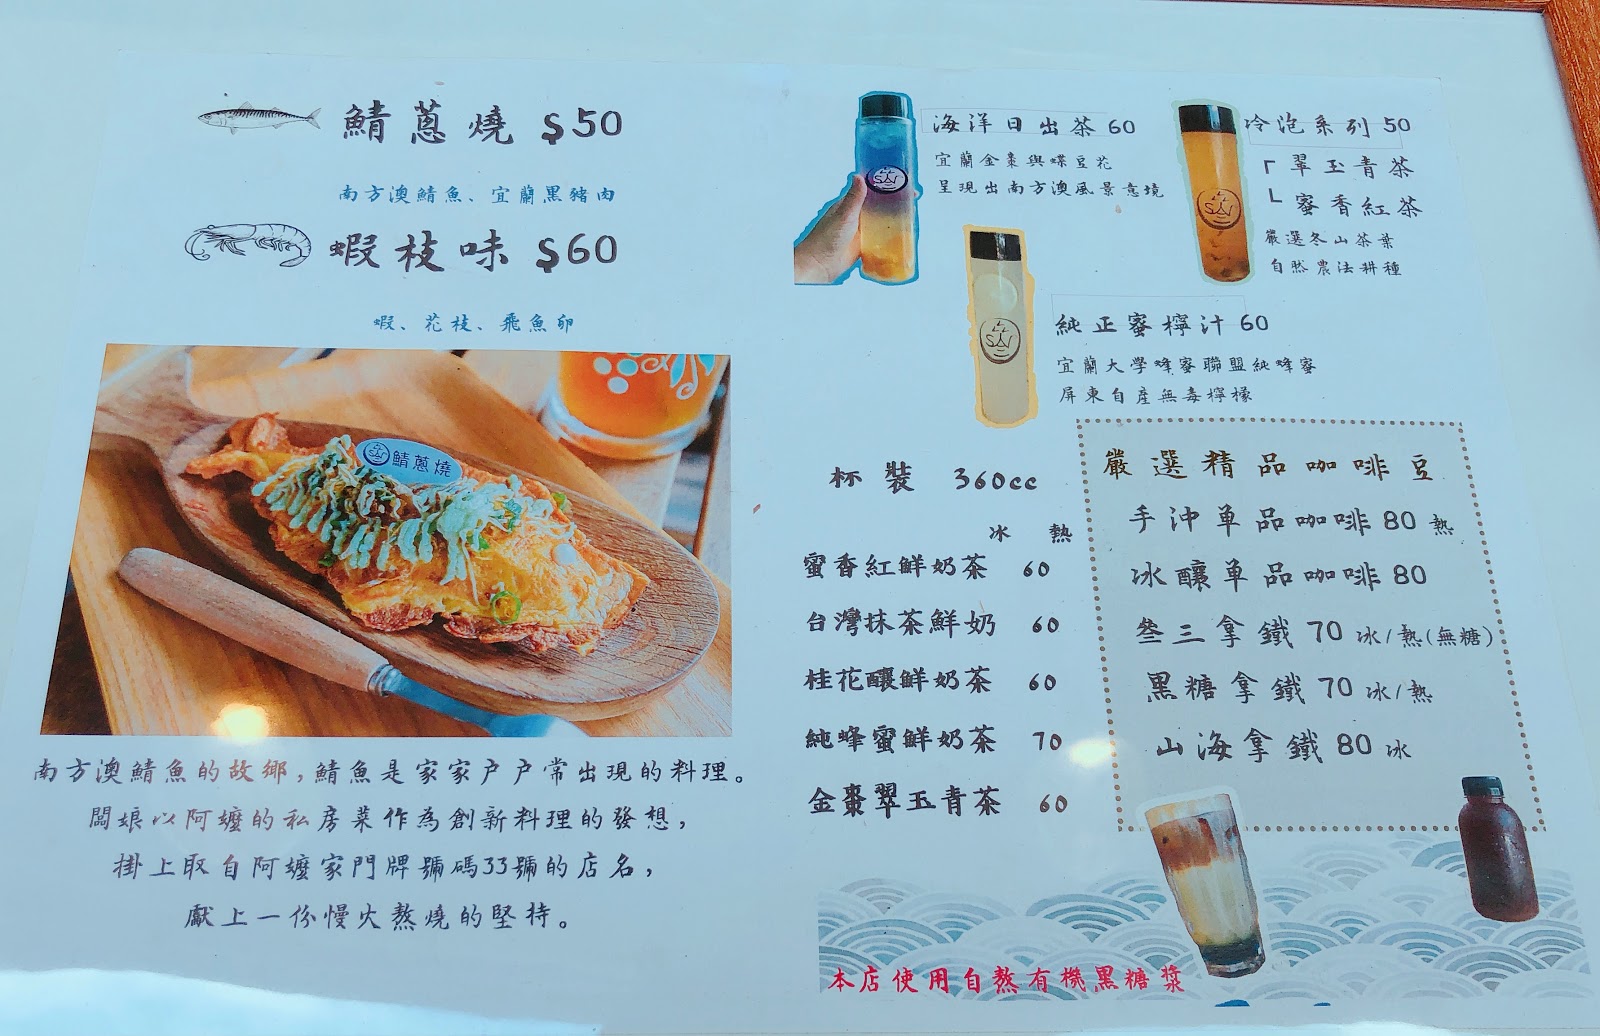 鯖蔥燒 $50
南方澳鯖魚、宜蘭黑豬肉
蝦枝味 $60
蝦、花枝、飛魚卵
鯖蔥燒
南方澳鯖魚的故鄉,鯖魚是家家户户常出現的料理。
闆娘以阿嬤的私房菜作為創新料理的發想,
掛上取自阿嬤家門牌號碼33號的店名,
獻上一份慢火熬燒的堅持。
海洋日出茶 60
宜蘭金棗與蝶豆花
呈現出南方澳風景意境
冷泡系列 50
「翠玉青茶
└ 蜜香紅茶
嚴選冬山茶葉
自然農法耕種
純正蜜檸汁 60
宜蘭大學蜂蜜聯盟純蜂蜜
屏東自產無毒檸檬
杯裝 360cc
冰 熱
蜜香紅鮮奶茶 60
台灣抹茶鮮奶 60
桂花釀鮮奶茶 60
純蜂蜜鮮奶茶 70
金棗翠玉青茶 60
嚴選精品咖啡豆
手沖單品咖啡 80 熱
冰釀單品咖啡 80
叁三拿鐵 70 冰/熱(無糖)
黑糖拿鐵 70 冰/熱
山海拿鐵 80 冰
本店使用自熬有機黑糖漿